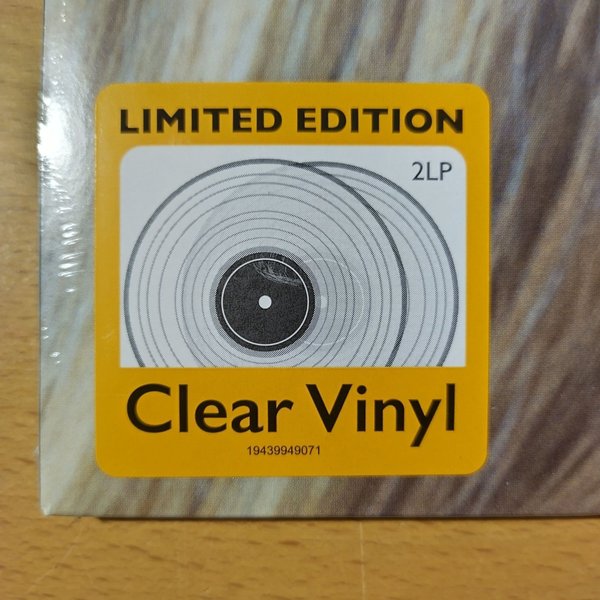 LIMITED EDITION
2LP
Clear Vinyl
19439949071